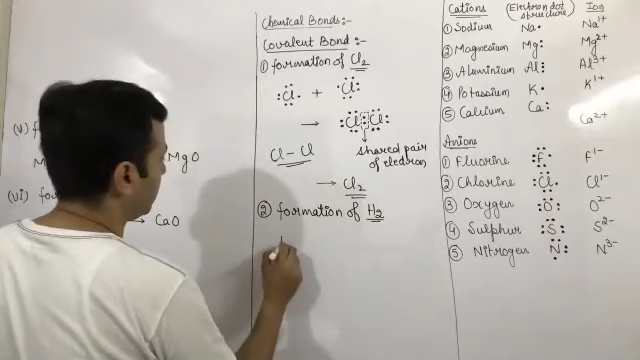 (v) fo
M MgO
(vi) for
→ CaO
Chemical Bonds:-
Covalent Bond:-
① formation of Cl2
Cl + Cl
→ Cl Cl
shared pair
of electron
Cl – Cl
→ Cl2
② formation of H2
Cations (Electron dot structure) Ion
① Sodium Na• Na1+
② Magnesium Mg: Mg2+
③ Aluminium Al Al3+
④ Potassium K• K1+
⑤ Calcium Ca: Ca2+
Anion
① Fluorine F F1−
② Chlorine Cl Cl1−
③ Oxygen O O2−
④ Sulphur S S2−
⑤ Nitrogen N N3−